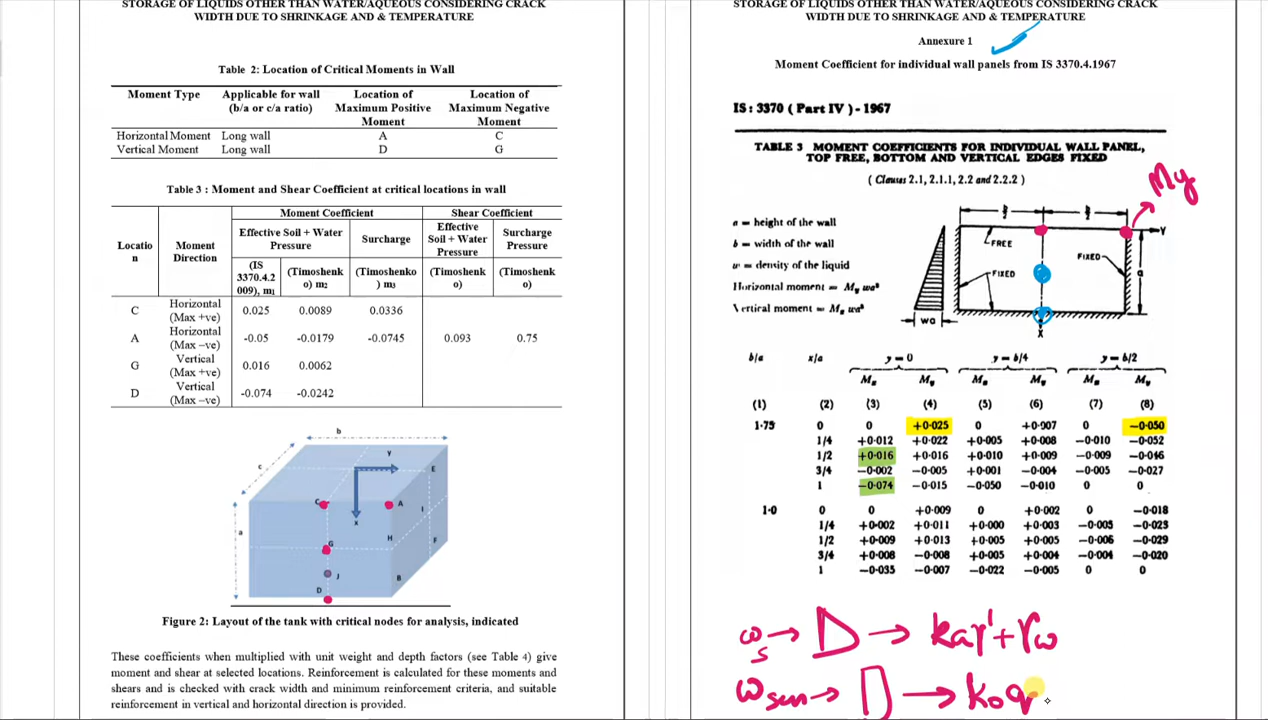 STORAGE OF LIQUIDS OTHER THAN WATER/AQUEOUS CONSIDERING CRACK
WIDTH DUE TO SHRINKAGE AND & TEMPERATURE
Table 2: Location of Critical Moments in Wall
Moment Type Applicable for wall (b/a or c/a ratio) Location of Maximum Positive Moment Location of Maximum Negative Moment
Horizontal Moment Long wall A C
Vertical Moment Long wall D G
Table 3 : Moment and Shear Coefficient at critical locations in wall
Locatio n Moment Direction Moment Coefficient Shear Coefficient
Effective Soil + Water Pressure Surcharge Effective Soil + Water Pressure Surcharge Pressure
(IS 3370.4.2 009), m1 (Timoshenk o) m2 (Timoshenko ) m3 (Timoshenk o) (Timoshenk o)
C Horizontal (Max +ve) 0.025 0.0089 0.0336
A Horizontal (Max –ve) -0.05 -0.0179 -0.0745 0.093 0.75
G Vertical (Max +ve) 0.016 0.0062
D Vertical (Max –ve) -0.074 -0.0242
b
c
Y
E
C A
I
a
X
G H F
J
B
D
Figure 2: Layout of the tank with critical nodes for analysis, indicated
These coefficients when multiplied with unit weight and depth factors (see Table 4) give
moment and shear at selected locations. Reinforcement is calculated for these moments and
shears and is checked with crack width and minimum reinforcement criteria, and suitable
reinforcement in vertical and horizontal direction is provided.
STORAGE OF LIQUIDS OTHER THAN WATER/AQUEOUS CONSIDERING CRACK
WIDTH DUE TO SHRINKAGE AND & TEMPERATURE
Annexure 1
Moment Coefficient for individual wall panels from IS 3370.4.1967
IS : 3370 ( Part IV ) - 1967
TABLE 3 MOMENT COEFFICIENTS FOR INDIVIDUAL WALL PANEL,
TOP FREE, BOTTOM AND VERTICAL EDGES FIXED
( Clauses 2.1, 2.1.1, 2.2 and 2.2.2 )
My
a = height of the wall
b = width of the wall
w = density of the liquid
Horizontal moment = My wa³
Vertical moment = Mx wa³
Y
FREE
FIXED
FIXED
a
wa
X
b/a x/a y = 0 y = b/4 y = b/2
Mx My Mx My Mx My
(1) (2) (3) (4) (5) (6) (7) (8)
1·75 0 0 +0·025 0 +0·907 0 −0·050
1/4 +0·012 +0·022 +0·005 +0·008 −0·010 −0·052
1/2 +0·016 +0·016 +0·010 +0·009 −0·009 −0·046
3/4 −0·002 −0·005 +0·001 −0·004 −0·005 −0·027
1 −0·074 −0·015 −0·050 −0·010 0 0
1·0 0 0 +0·009 0 +0·002 0 −0·018
1/4 +0·002 +0·011 +0·000 +0·003 −0·005 −0·023
1/2 +0·009 +0·013 +0·005 +0·005 −0·006 −0·029
3/4 +0·008 −0·008 +0·005 +0·004 −0·004 −0·020
1 −0·035 −0·007 −0·022 −0·005 0 0
ws → → kaγ'+γw
→ k0q